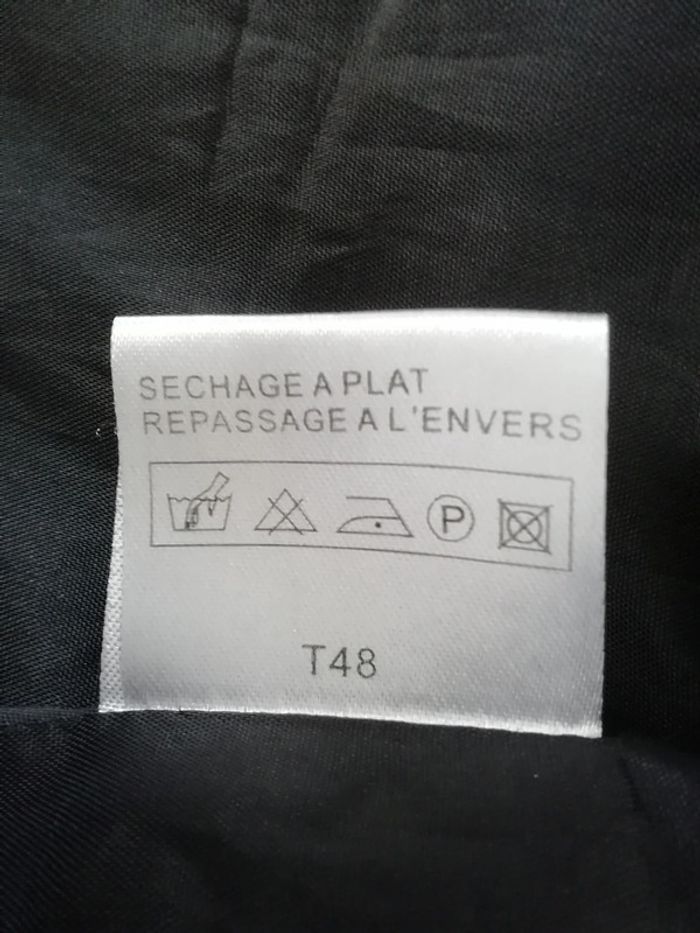 SECHAGE A PLAT
REPASSAGE A L'ENVERS
P
T48